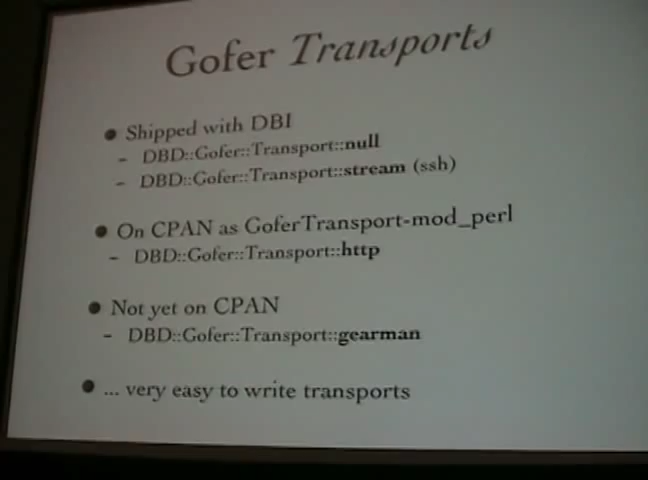 Gofer Transports
● Shipped with DBI
- DBD::Gofer::Transport::null
- DBD::Gofer::Transport::stream (ssh)
● On CPAN as GoferTransport-mod_perl
- DBD::Gofer::Transport::http
● Not yet on CPAN
- DBD::Gofer::Transport::gearman
● ... very easy to write transports